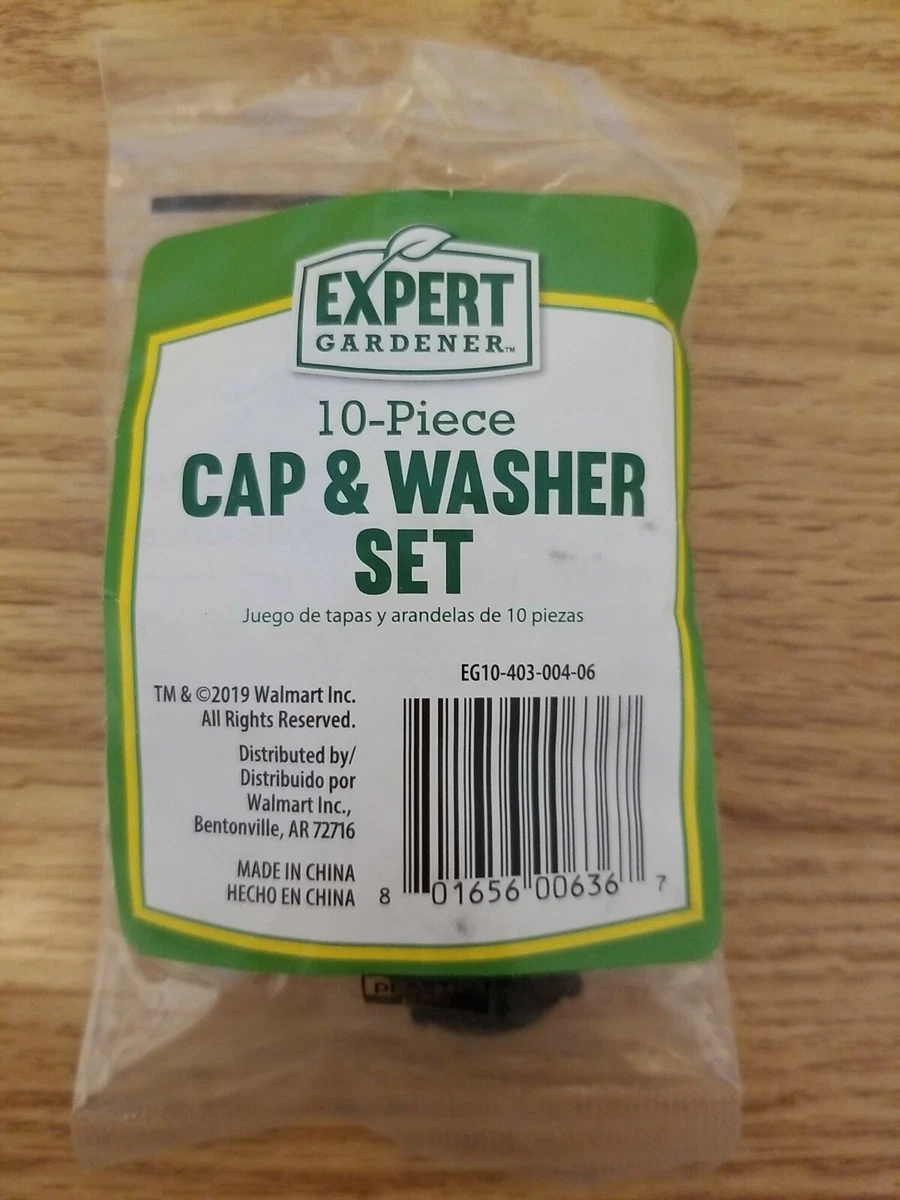 EXPERT
GARDENER™
10-Piece
CAP & WASHER
SET
Juego de tapas y arandelas de 10 piezas
EG10-403-004-06
TM & ©2019 Walmart Inc.
All Rights Reserved.
Distributed by/
Distribuido por
Walmart Inc.,
Bentonville, AR 72716
MADE IN CHINA
HECHO EN CHINA
8 01656 00636 7